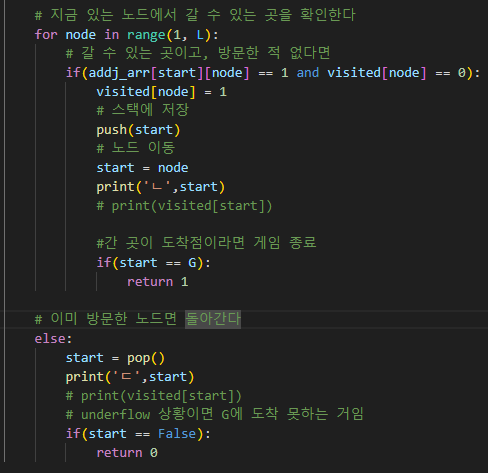 # 지금 있는 노드에서 갈 수 있는 곳을 확인한다
for node in range(1, L):
# 갈 수 있는 곳이고, 방문한 적 없다면
if(addj_arr[start][node] == 1 and visited[node] == 0):
visited[node] = 1
# 스택에 저장
push(start)
# 노드 이동
start = node
print('ㄴ',start)
# print(visited[start])
#간 곳이 도착점이라면 게임 종료
if(start == G):
return 1
# 이미 방문한 노드면 돌아간다
else:
start = pop()
print('ㄷ',start)
# print(visited[start])
# underflow 상황이면 G에 도착 못하는 거임
if(start == False):
return 0